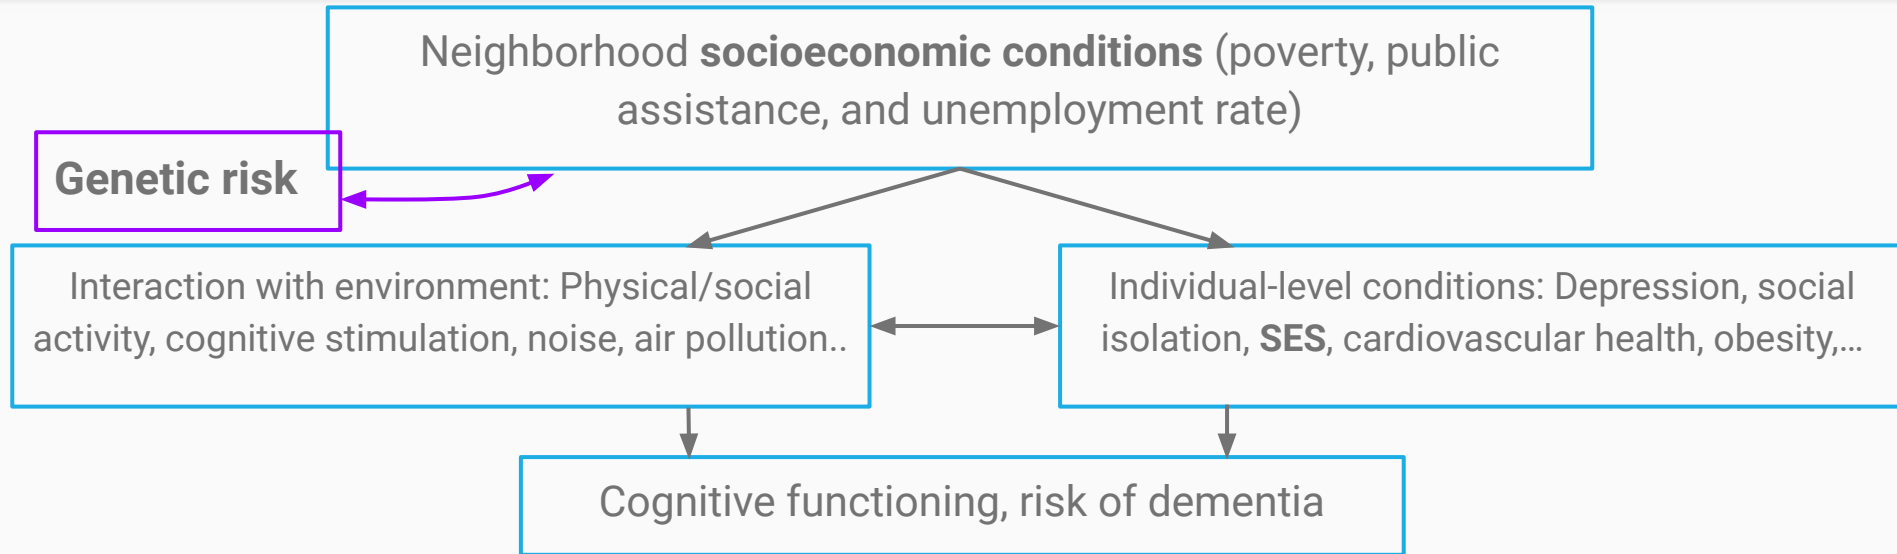 Neighborhood socioeconomic conditions (poverty, public
assistance, and unemployment rate)
Genetic risk
Interaction with environment: Physical/social
activity, cognitive stimulation, noise, air pollution..
Individual-level conditions: Depression, social
isolation, SES, cardiovascular health, obesity,...
Cognitive functioning, risk of dementia